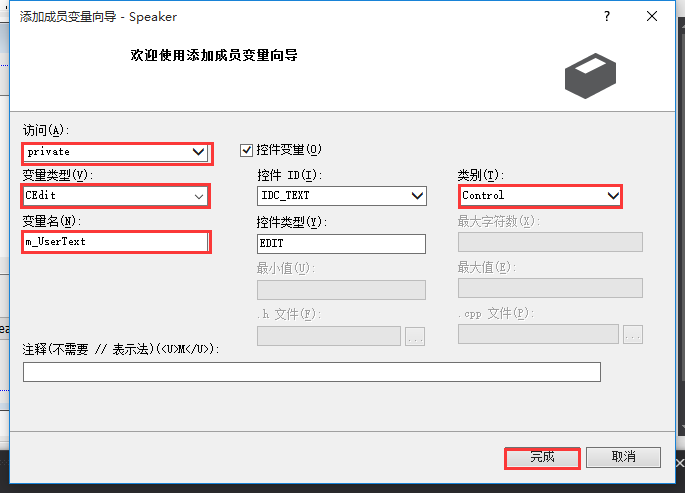 添加成员变量向导 - Speaker
欢迎使用添加成员变量向导
访问(A):
private
控件变量(O)
变量类型(V):
控件 ID(I):
类别(T):
CEdit
IDC_TEXT
Control
变量名(N):
控件类型(Y):
最大字符数(X):
m_UserText
EDIT
最小值(U):
最大值(E):
.h 文件(F):
.cpp 文件(P):
...
...
注释(不需要 // 表示法)(<U>M</U>):
完成
取消